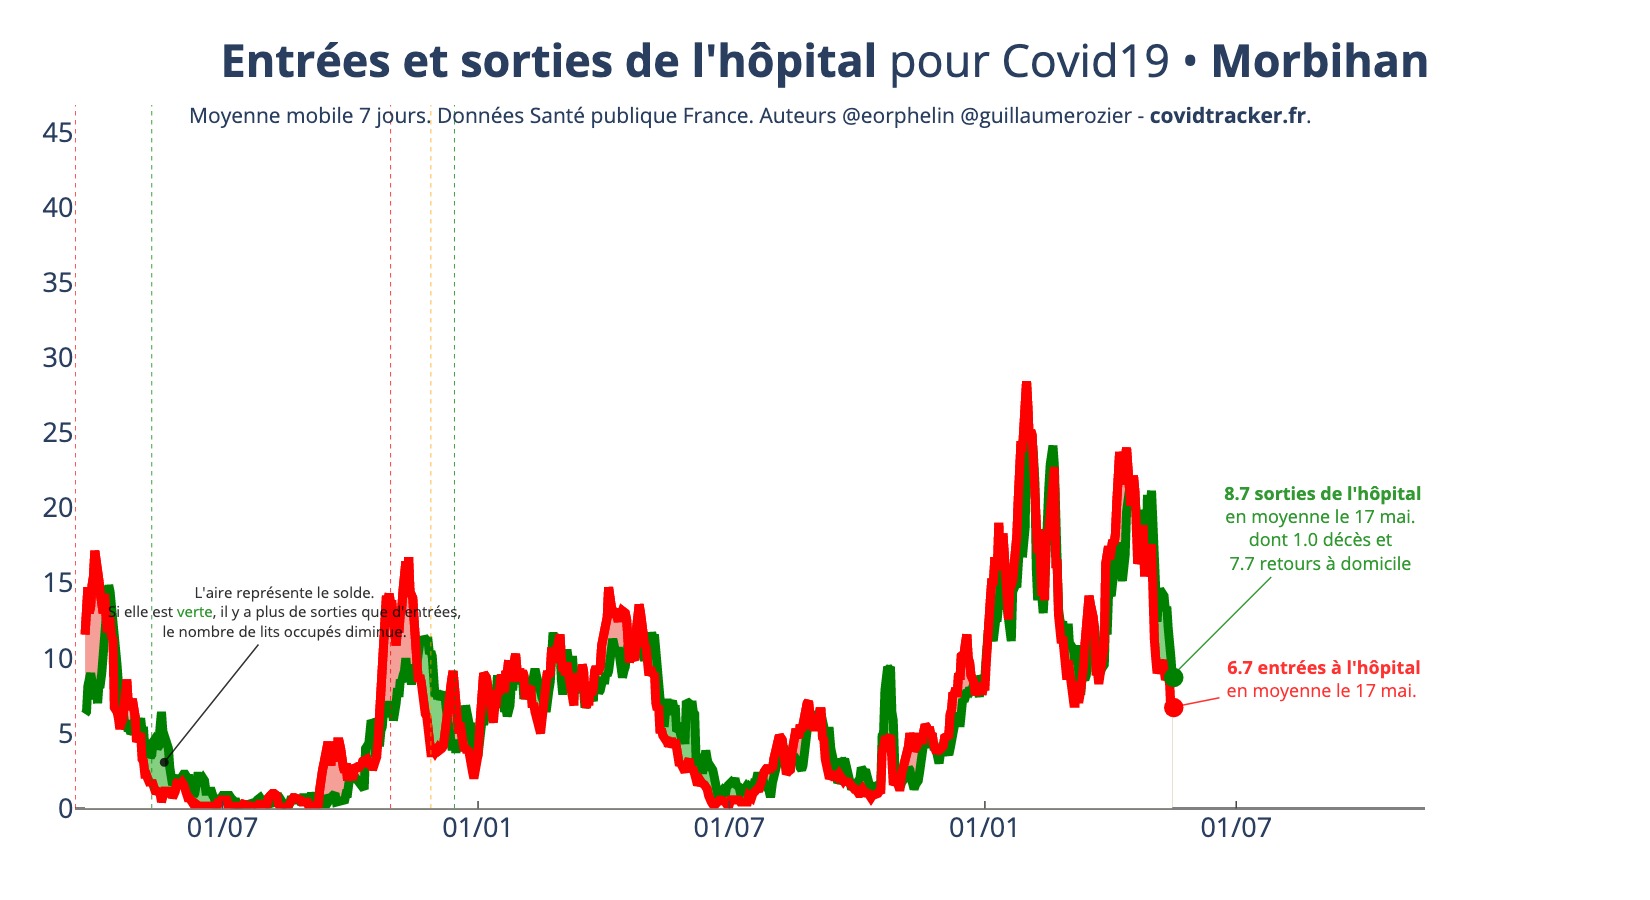 Entrées et sorties de l'hôpital pour Covid19 • Morbihan
Moyenne mobile 7 jours. Données Santé publique France. Auteurs @eorphelin @guillaumerozier - covidtracker.fr.
45
40
35
30
25
20
15
10
5
0
L'aire représente le solde.
Si elle est verte, il y a plus de sorties que d'entrées,
le nombre de lits occupés diminue.
8.7 sorties de l'hôpital
en moyenne le 17 mai.
dont 1.0 décès et
7.7 retours à domicile
6.7 entrées à l'hôpital
en moyenne le 17 mai.
01/07
01/01
01/07
01/01
01/07